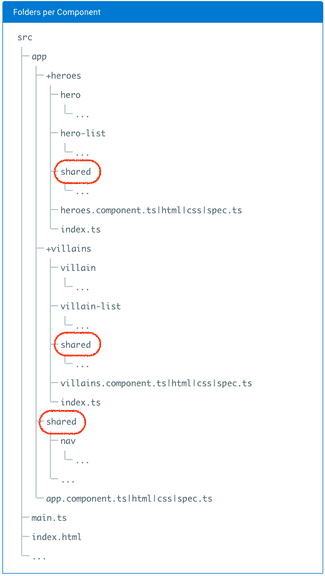 Folders per Component
src
app
+heroes
hero
...
hero-list
...
shared
...
heroes.component.ts|html|css|spec.ts
index.ts
+villains
villain
...
villain-list
...
shared
...
villains.component.ts|html|css|spec.ts
index.ts
shared
nav
...
...
app.component.ts|html|css|spec.ts
main.ts
index.html
...